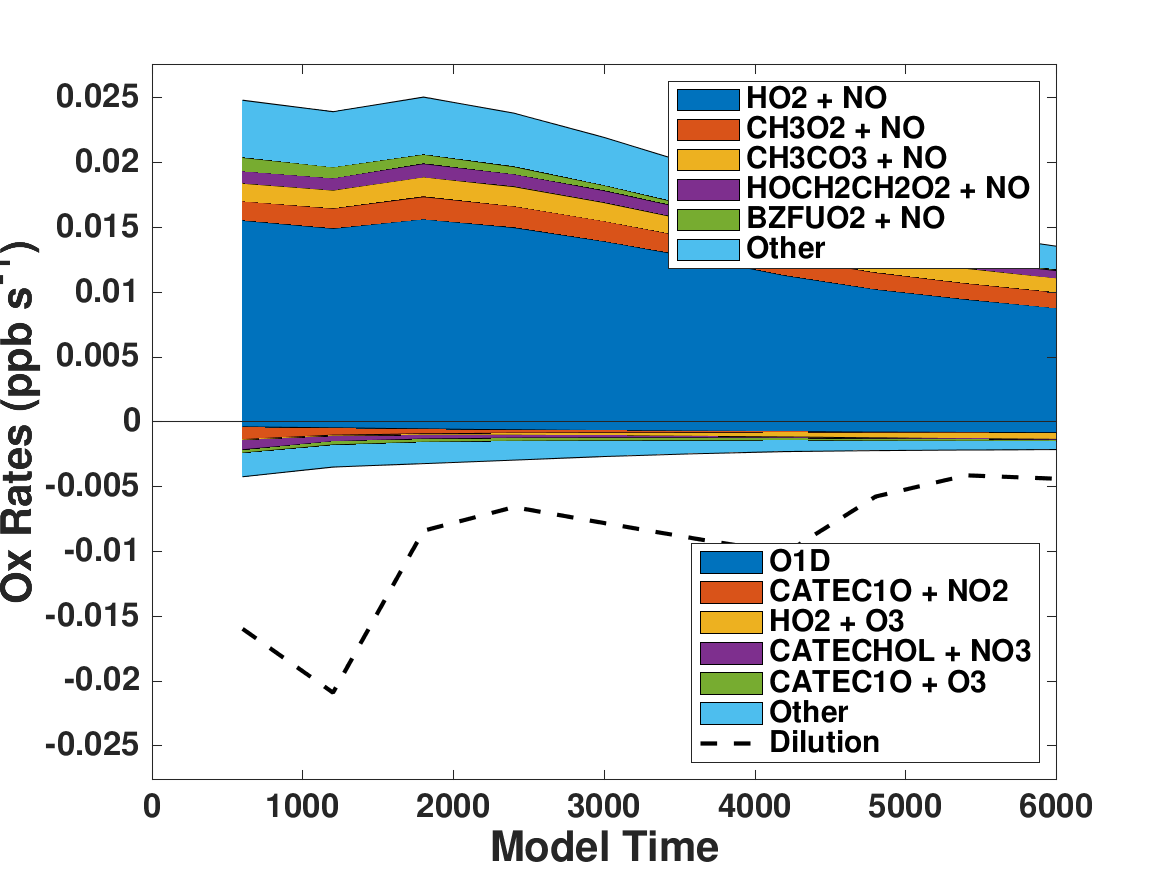 0.025
0.02
0.015
0.01
0.005
0
-0.005
-0.01
-0.015
-0.02
-0.025
Ox Rates (ppb s-1)
HO2 + NO
CH3O2 + NO
CH3CO3 + NO
HOCH2CH2O2 + NO
BZFUO2 + NO
Other
O1D
CATEC1O + NO2
HO2 + O3
CATECHOL + NO3
CATEC1O + O3
Other
Dilution
0 1000 2000 3000 4000 5000 6000
Model Time